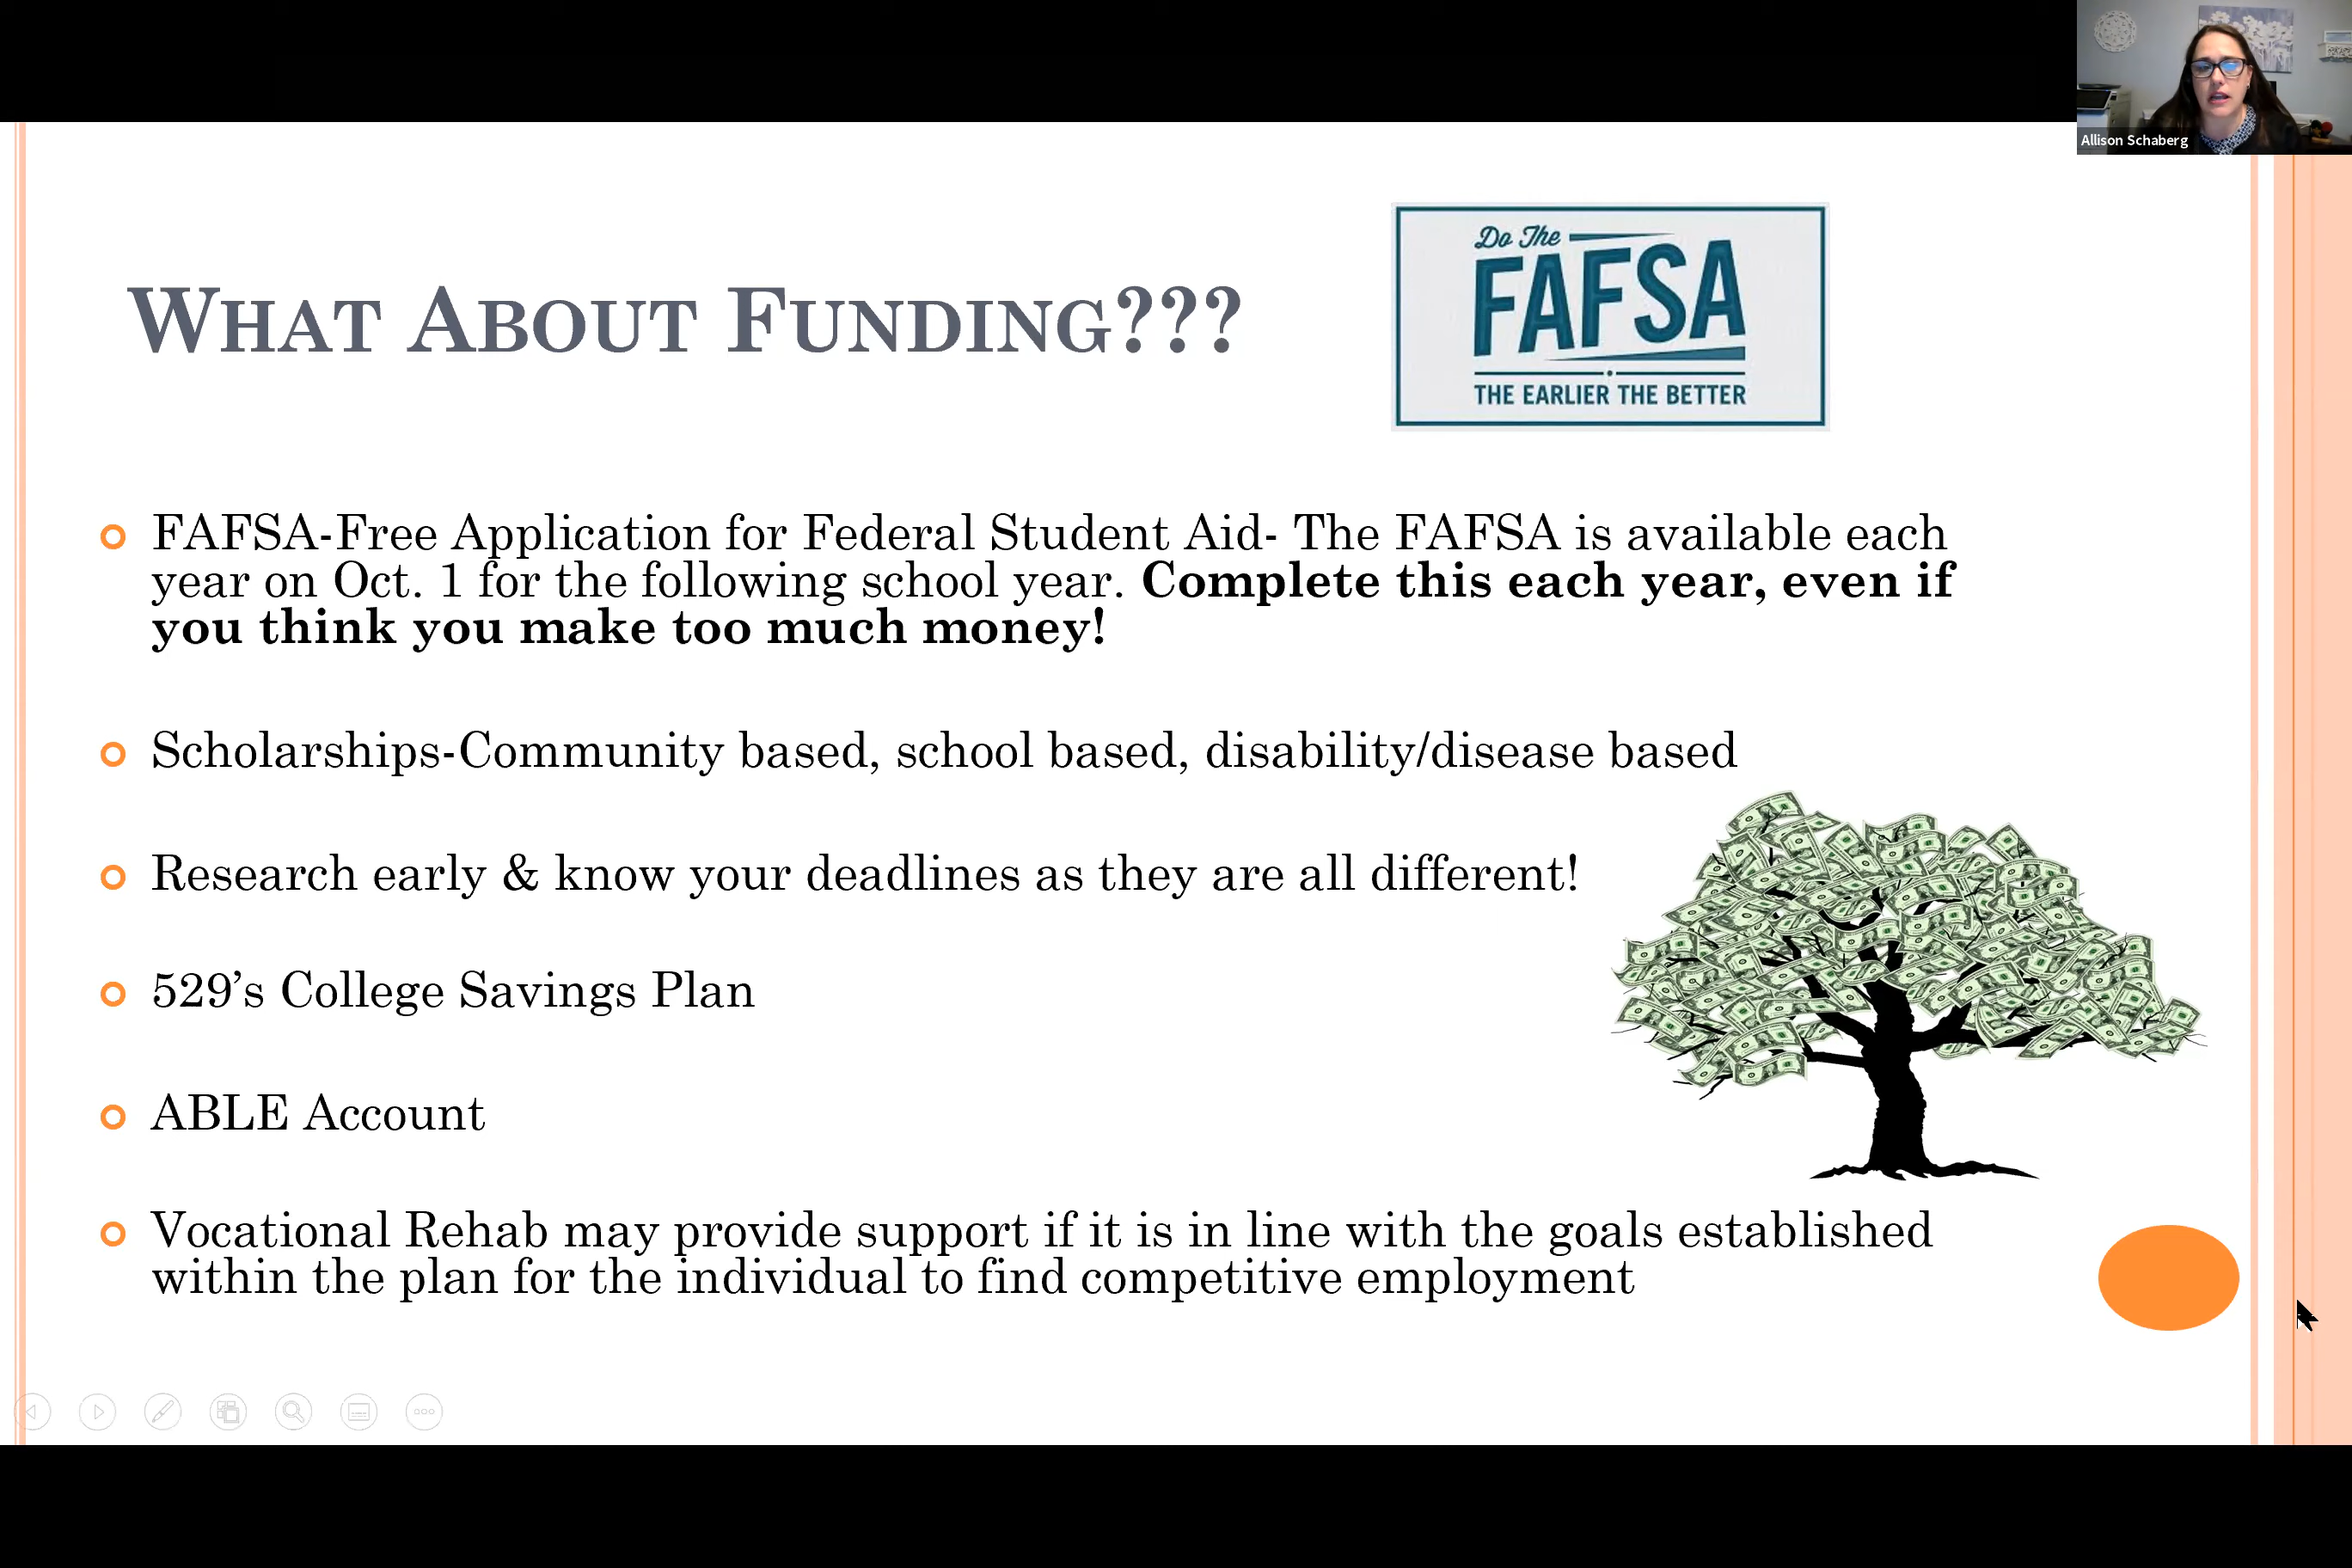 Allison Schaberg
WHAT ABOUT FUNDING???
Do The
FAFSA
THE EARLIER THE BETTER
FAFSA-Free Application for Federal Student Aid- The FAFSA is available each
year on Oct. 1 for the following school year. Complete this each year, even if
you think you make too much money!
Scholarships-Community based, school based, disability/disease based
Research early & know your deadlines as they are all different!
529’s College Savings Plan
ABLE Account
Vocational Rehab may provide support if it is in line with the goals established
within the plan for the individual to find competitive employment